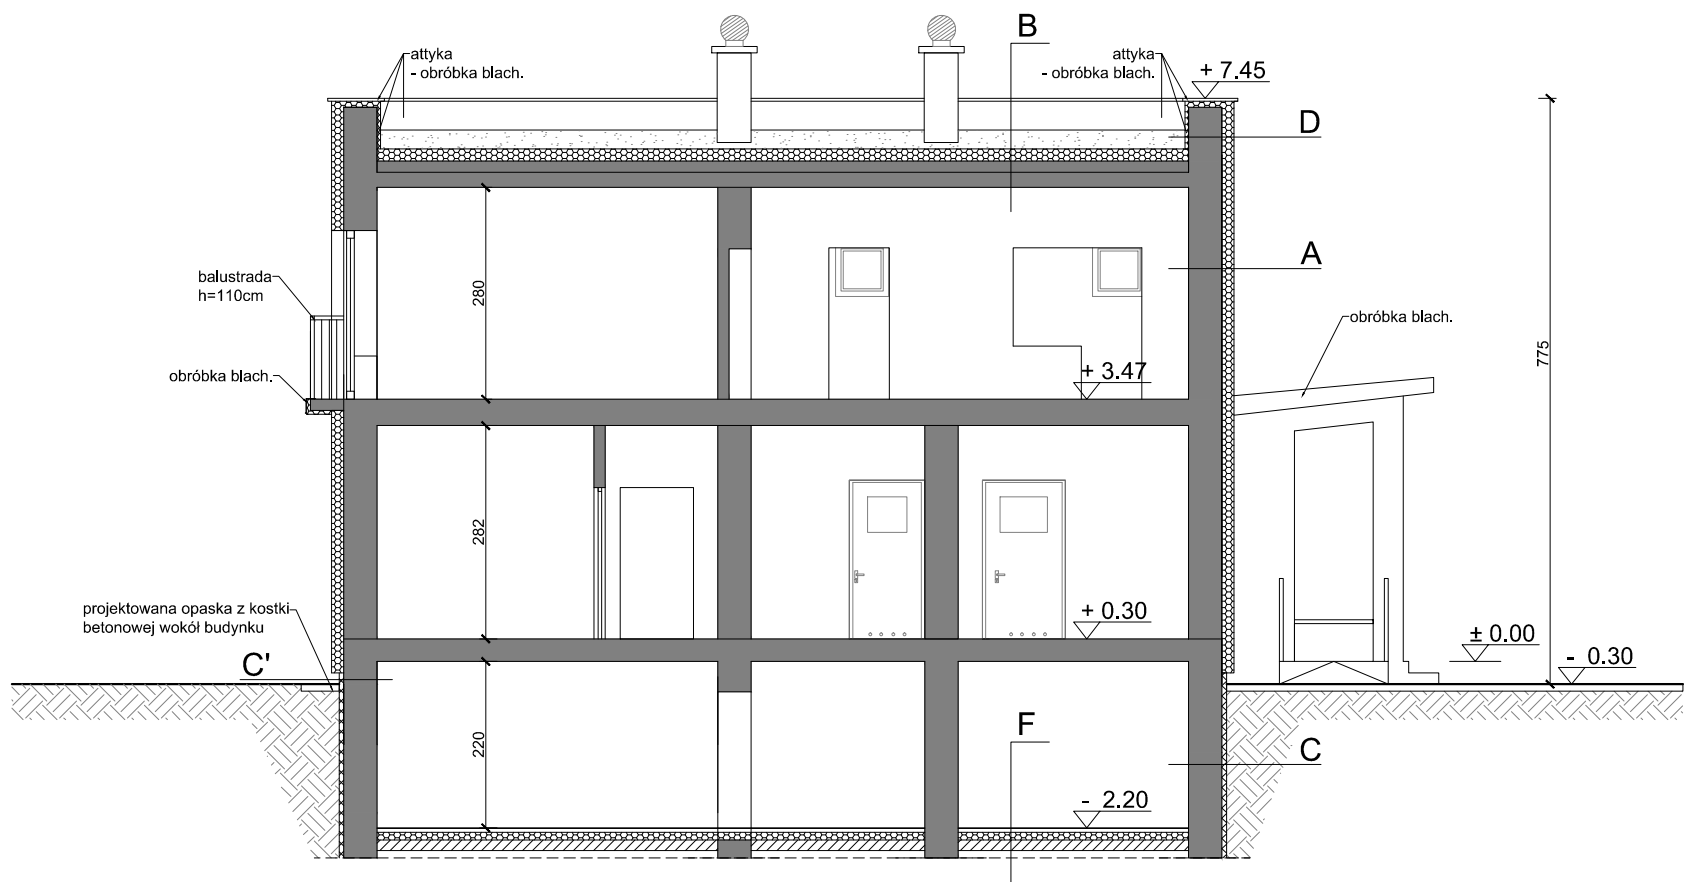 B
attyka
- obróbka blach.
attyka
- obróbka blach.
+ 7.45
D
A
balustrada
h=110cm
280
obróbka blach.
775
obróbka blach.
+ 3.47
282
projektowana opaska z kostki
betonowej wokół budynku
+ 0.30
± 0.00
- 0.30
C'
F
220
C
- 2.20